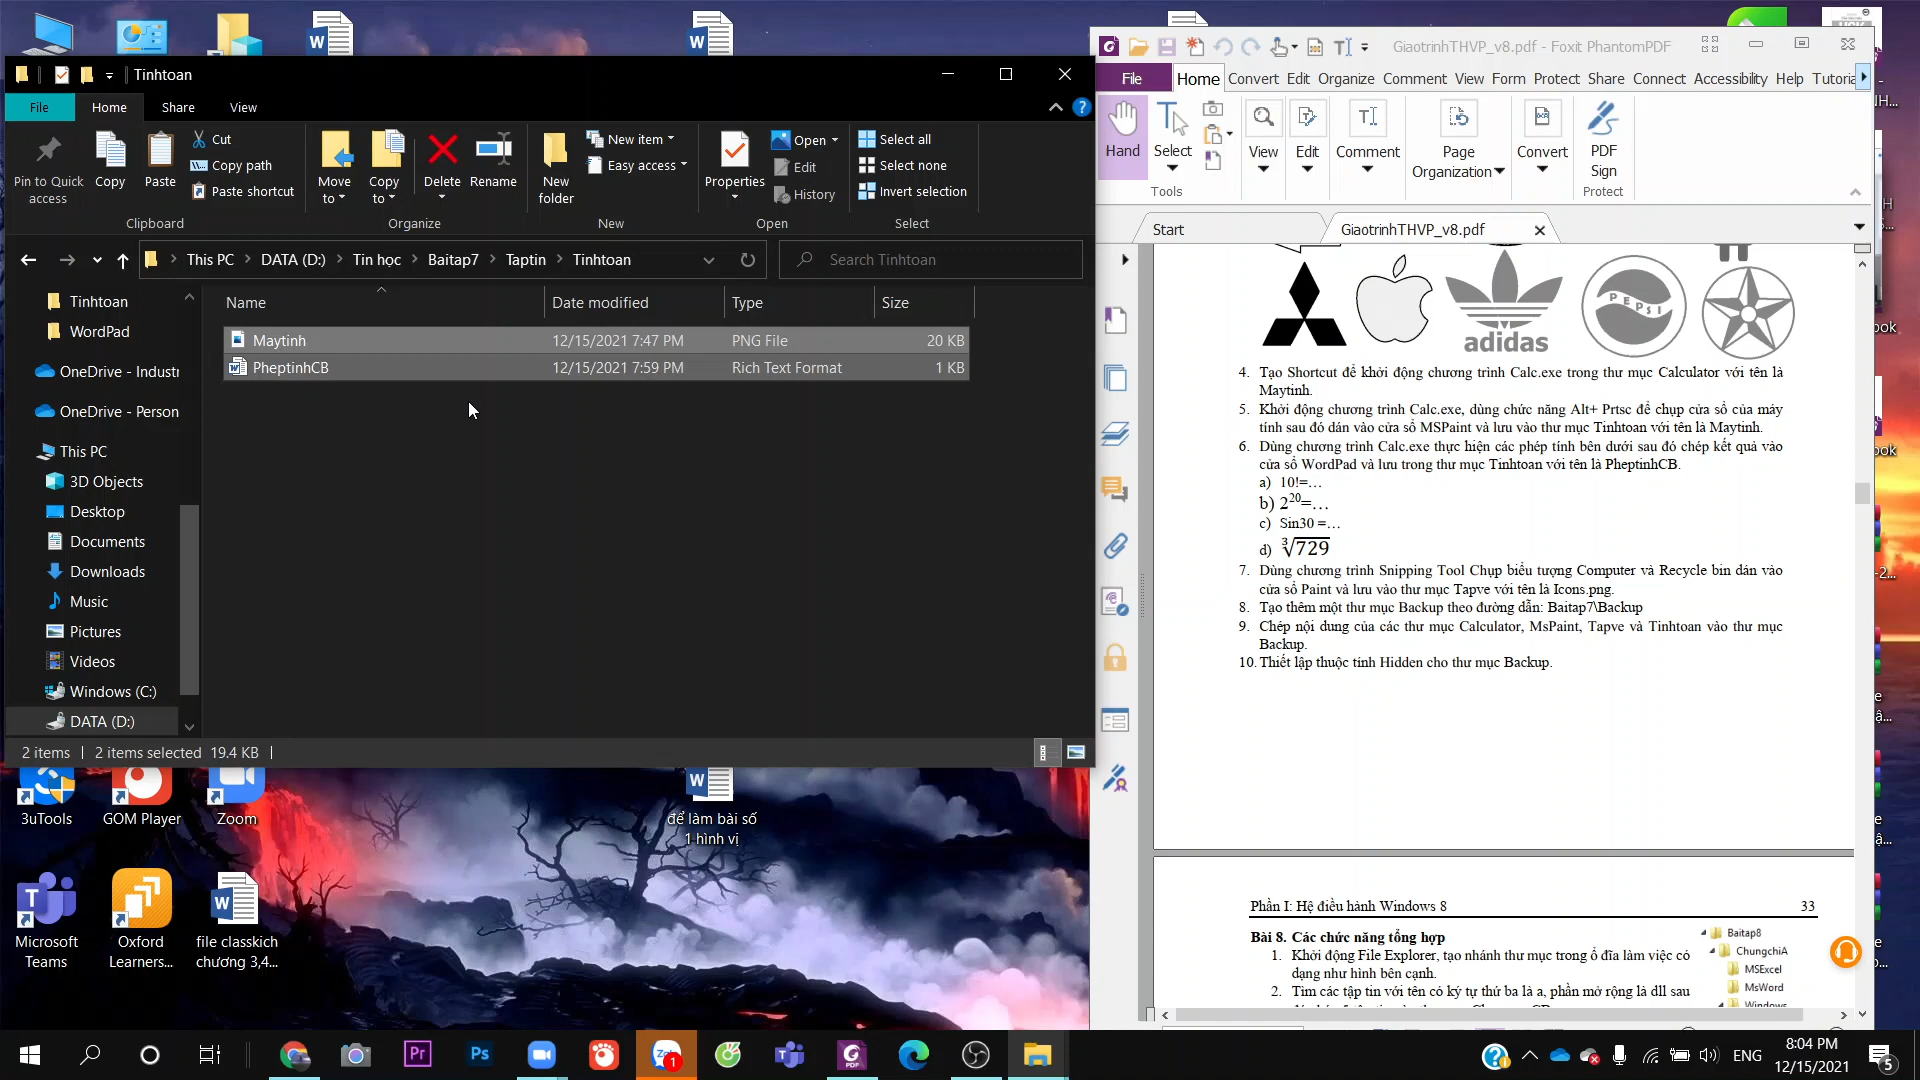 Tinhtoan
File
Home
Share
View
Pin to Quick
access
Copy
Paste
Cut
Copy path
Paste shortcut
Move
to
Copy
to
Delete
Rename
New
folder
New item
Easy access
Properties
Open
Edit
History
Select all
Select none
Invert selection
Clipboard
Organize
New
Open
Select
This PC
DATA (D:)
Tin học
Baitap7
Taptin
Tinhtoan
Search Tinhtoan
Name
Date modified
Type
Size
Maytinh
12/15/2021 7:47 PM
PNG File
20 KB
PheptinhCB
12/15/2021 7:59 PM
Rich Text Format
1 KB
Tinhtoan
WordPad
OneDrive - Industri
OneDrive - Person
This PC
3D Objects
Desktop
Documents
Downloads
Music
Pictures
Videos
Windows (C:)
DATA (D:)
2 items
2 items selected 19.4 KB
3uTools
GOM Player
Zoom
để làm bài số
1 hình vị
Microsoft
Teams
Oxford
Learners...
file classkich
chương 3,4...
GiaotrinhTHVP_v8.pdf - Foxit PhantomPDF
File
Home
Convert
Edit
Organize
Comment
View
Form
Protect
Share
Connect
Accessibility
Help
Tutoria
Hand
Select
View
Edit
Comment
Page
Organization
Convert
PDF
Sign
Tools
Protect
Start
GiaotrinhTHVP_v8.pdf
adidas
PEPSI
4. Tạo Shortcut để khởi động chương trình Calc.exe trong thư mục Calculator với tên là
Maytinh.
5. Khởi động chương trình Calc.exe, dùng chức năng Alt+ Prtsc để chụp cửa sổ của máy
tính sau đó dán vào cửa sổ MSPaint và lưu vào thư mục Tinhtoan với tên là Maytinh.
6. Dùng chương trình Calc.exe thực hiện các phép tính bên dưới sau đó chép kết quả vào
cửa sổ WordPad và lưu trong thư mục Tinhtoan với tên là PheptinhCB.
a) 10!=…
b) 2²⁰=…
c) Sin30 =…
d) ∛729
7. Dùng chương trình Snipping Tool Chụp biểu tượng Computer và Recycle bin dán vào
cửa sổ Paint và lưu vào thư mục Tapve với tên là Icons.png.
8. Tạo thêm một thư mục Backup theo đường dẫn: Baitap7\Backup
9. Chép nội dung của các thư mục Calculator, MsPaint, Tapve và Tinhtoan vào thư mục
Backup.
10. Thiết lập thuộc tính Hidden cho thư mục Backup.
Phần I: Hệ điều hành Windows 8
33
Bài 8. Các chức năng tổng hợp
1. Khởi động File Explorer, tạo nhánh thư mục trong ổ đĩa làm việc có
dạng như hình bên cạnh.
2. Tìm các tập tin với tên có ký tự thứ ba là a, phần mở rộng là dll sau
Baitap8
ChungchiA
MSExcel
MsWord
Windows
Pr
Ps
1
ENG
8:04 PM
12/15/2021
5